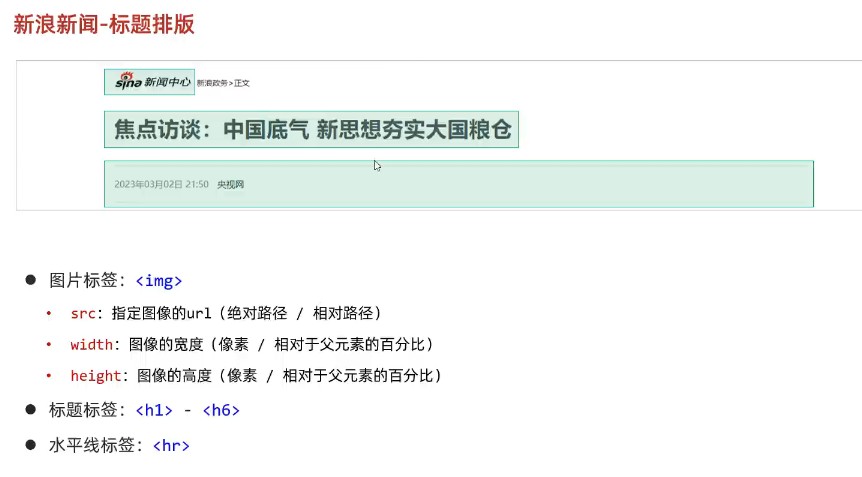 新浪新闻-标题排版
sina 新闻中心 新浪政务>正文
焦点访谈：中国底气 新思想夯实大国粮仓
2023年03月02日 21:50 央视网
● 图片标签：<img>
• src：指定图像的url（绝对路径 / 相对路径）
• width：图像的宽度（像素 / 相对于父元素的百分比）
• height：图像的高度（像素 / 相对于父元素的百分比）
● 标题标签：<h1> - <h6>
● 水平线标签：<hr>